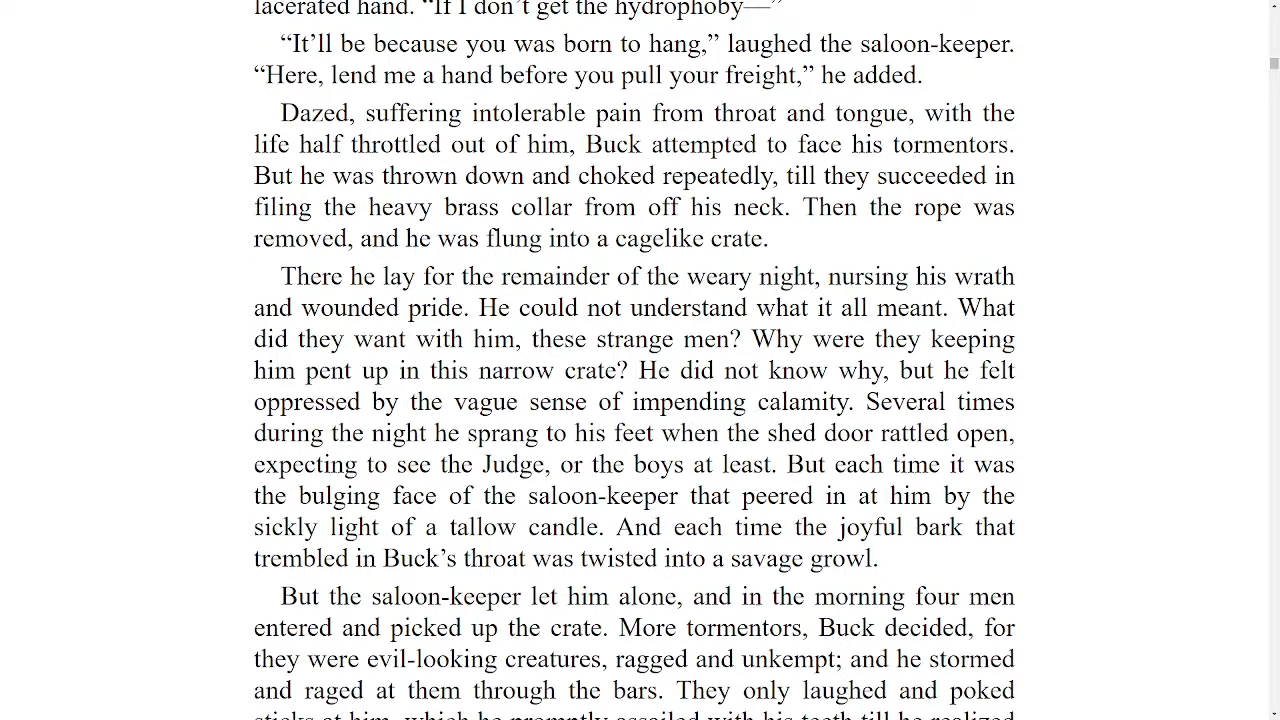 lacerated hand. “If I don’t get the hydrophoby—”
“It’ll be because you was born to hang,” laughed the saloon-keeper.
“Here, lend me a hand before you pull your freight,” he added.
Dazed, suffering intolerable pain from throat and tongue, with the
life half throttled out of him, Buck attempted to face his tormentors.
But he was thrown down and choked repeatedly, till they succeeded in
filing the heavy brass collar from off his neck. Then the rope was
removed, and he was flung into a cagelike crate.
There he lay for the remainder of the weary night, nursing his wrath
and wounded pride. He could not understand what it all meant. What
did they want with him, these strange men? Why were they keeping
him pent up in this narrow crate? He did not know why, but he felt
oppressed by the vague sense of impending calamity. Several times
during the night he sprang to his feet when the shed door rattled open,
expecting to see the Judge, or the boys at least. But each time it was
the bulging face of the saloon-keeper that peered in at him by the
sickly light of a tallow candle. And each time the joyful bark that
trembled in Buck’s throat was twisted into a savage growl.
But the saloon-keeper let him alone, and in the morning four men
entered and picked up the crate. More tormentors, Buck decided, for
they were evil-looking creatures, ragged and unkempt; and he stormed
and raged at them through the bars. They only laughed and poked
sticks at him, which he promptly assailed with his teeth till he realized